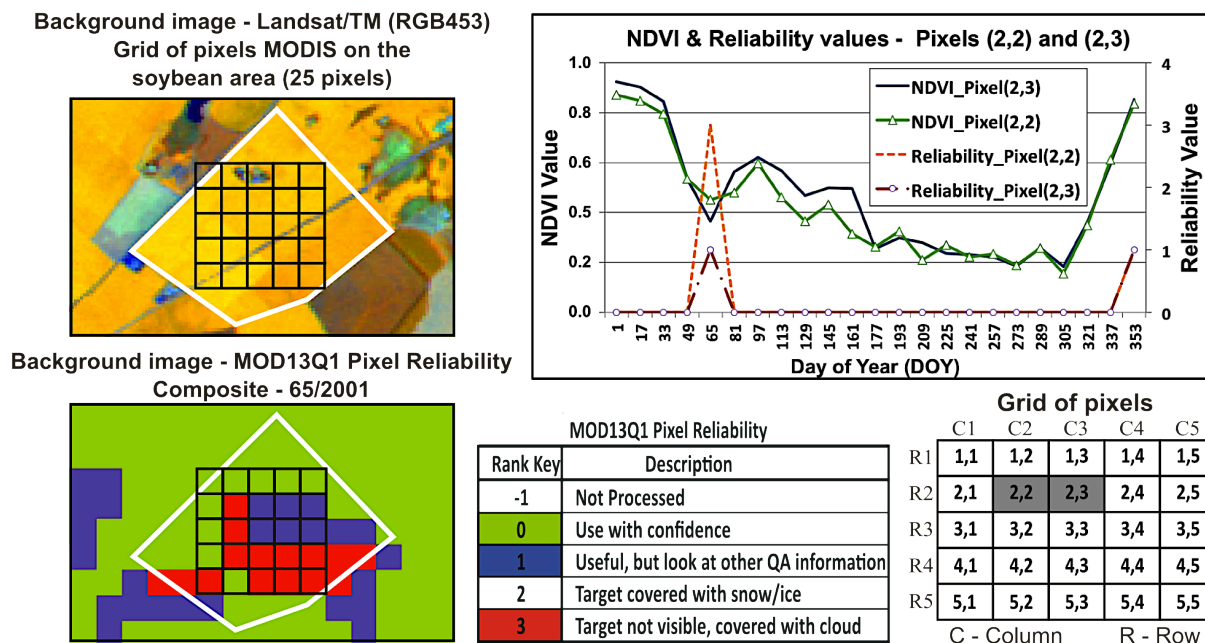 Background image - Landsat/TM (RGB453)
Grid of pixels MODIS on the
soybean area (25 pixels)
NDVI & Reliability values -  Pixels (2,2) and (2,3)
NDVI_Pixel(2,3)
NDVI_Pixel(2,2)
Reliability_Pixel(2,2)
Reliability_Pixel(2,3)
NDVI Value
1.0
0.8
0.6
0.5
0.2
0.0
Reliability Value
4
3
2
1
0
1 17 33 49 65 81 97 113 129 145 161 177 193 209 225 241 257 273 289 305 321 337 353
Day of Year (DOY)
Background image - MOD13Q1 Pixel Reliability
Composite - 65/2001
MOD13Q1 Pixel Reliability
Rank Key Description
-1 Not Processed
0 Use with confidence
1 Useful, but look at other QA information
2 Target covered with snow/ice
3 Target not visible, covered with cloud
Grid of pixels
C1 C2 C3 C4 C5
R1 1,1 1,2 1,3 1,4 1,5
R2 2,1 2,2 2,3 2,4 2,5
R3 3,1 3,2 3,3 3,4 3,5
R4 4,1 4,2 4,3 4,4 4,5
R5 5,1 5,2 5,3 5,4 5,5
C - Column R - Row